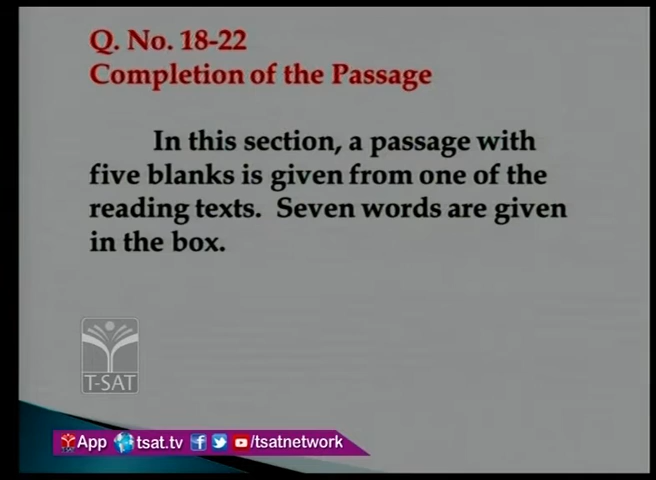 Q. No. 18-22
Completion of the Passage
In this section, a passage with
five blanks is given from one of the
reading texts. Seven words are given
in the box.
T-SAT
App tsat.tv /tsatnetwork